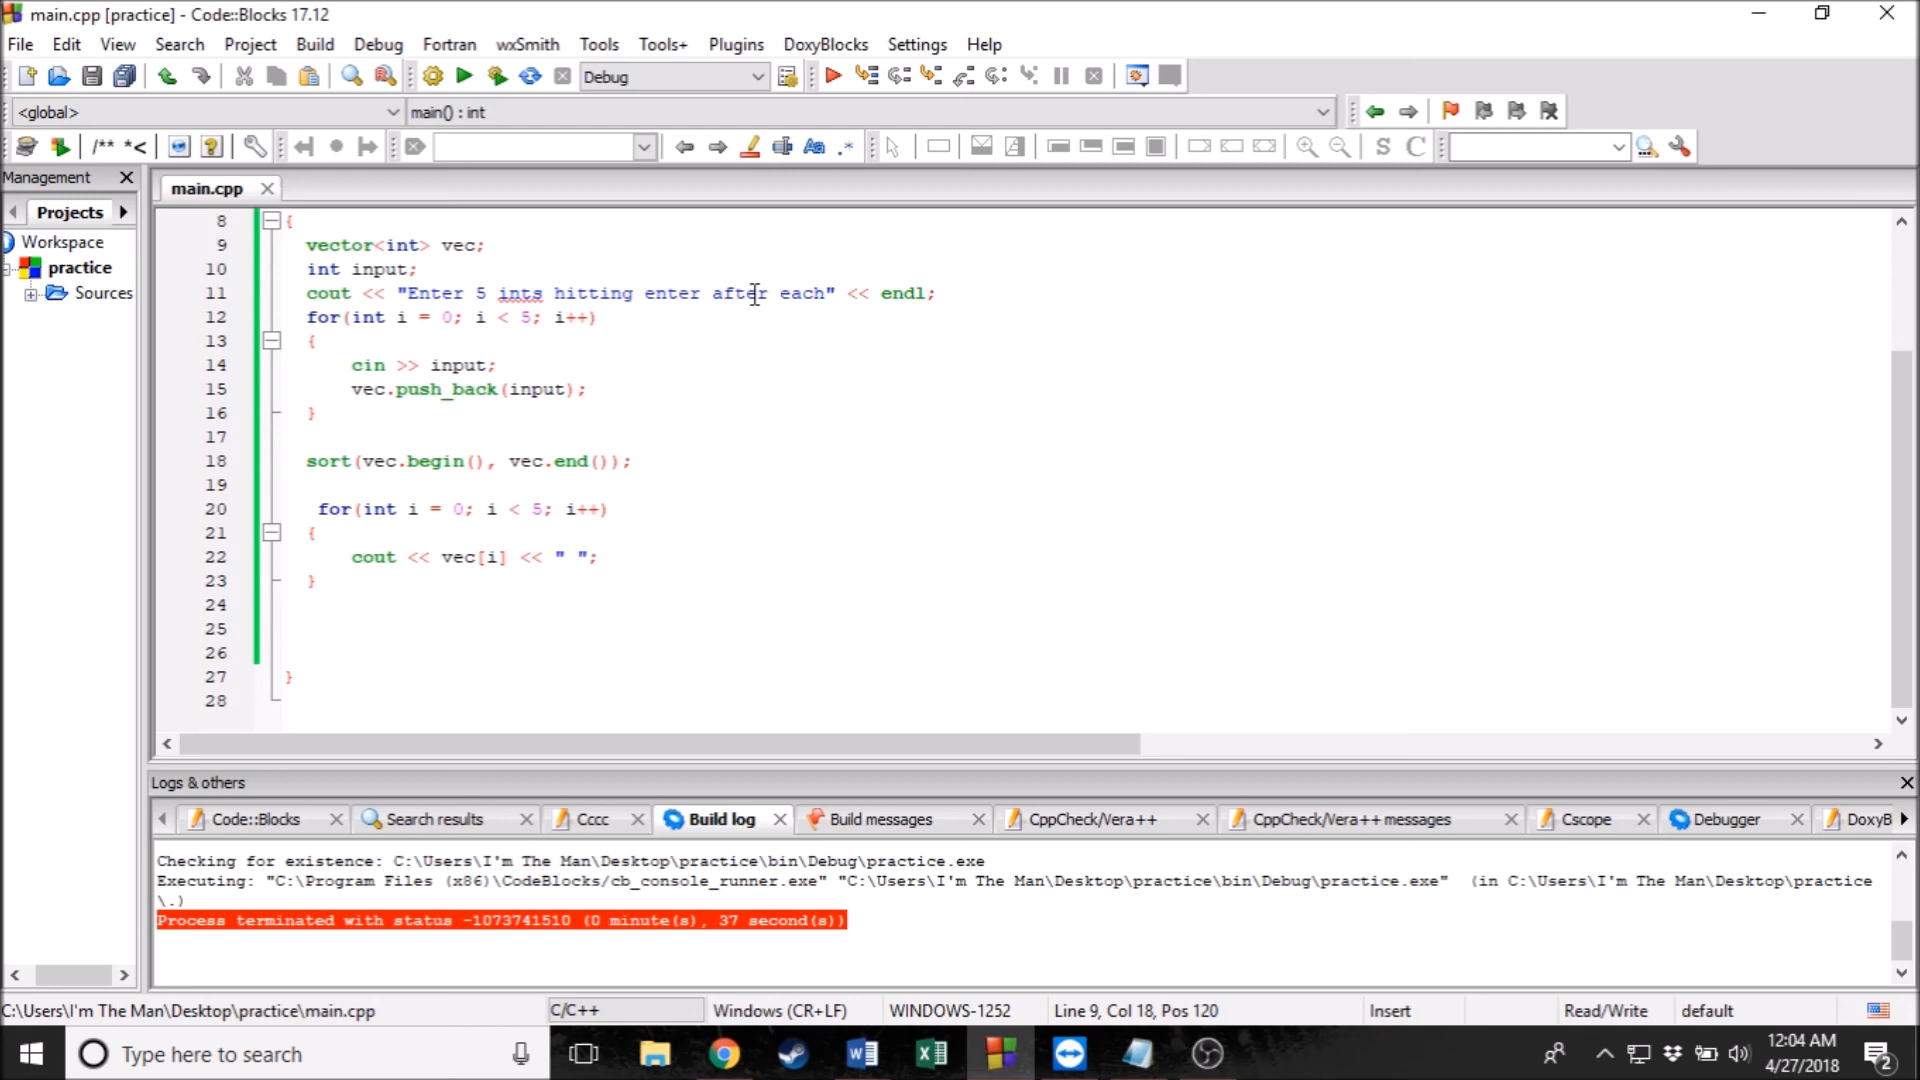 main.cpp [practice] - Code::Blocks 17.12
File Edit View Search Project Build Debug Fortran wxSmith Tools Tools+ Plugins DoxyBlocks Settings Help
Debug
<global> main() : int
/** *< Aa .* S C
Management
main.cpp
Projects
Workspace
practice
Sources
8 {
9 vector<int> vec;
10 int input;
11 cout << "Enter 5 ints hitting enter after each" << endl;
12 for(int i = 0; i < 5; i++)
13 {
14 cin >> input;
15 vec.push_back(input);
16 }
17
18 sort(vec.begin(), vec.end());
19
20 for(int i = 0; i < 5; i++)
21 {
22 cout << vec[i] << " ";
23 }
24
25
26
27 }
28
Logs & others
Code::Blocks Search results Cccc Build log Build messages CppCheck/Vera++ CppCheck/Vera++ messages Cscope Debugger DoxyB
Checking for existence: C:\Users\I'm The Man\Desktop\practice\bin\Debug\practice.exe
Executing: "C:\Program Files (x86)\CodeBlocks/cb_console_runner.exe" "C:\Users\I'm The Man\Desktop\practice\bin\Debug\practice.exe" (in C:\Users\I'm The Man\Desktop\practice
\.)
Process terminated with status -1073741510 (0 minute(s), 37 second(s))
C:\Users\I'm The Man\Desktop\practice\main.cpp C/C++ Windows (CR+LF) WINDOWS-1252 Line 9, Col 18, Pos 120 Insert Read/Write default
Type here to search
12:04 AM
4/27/2018
2